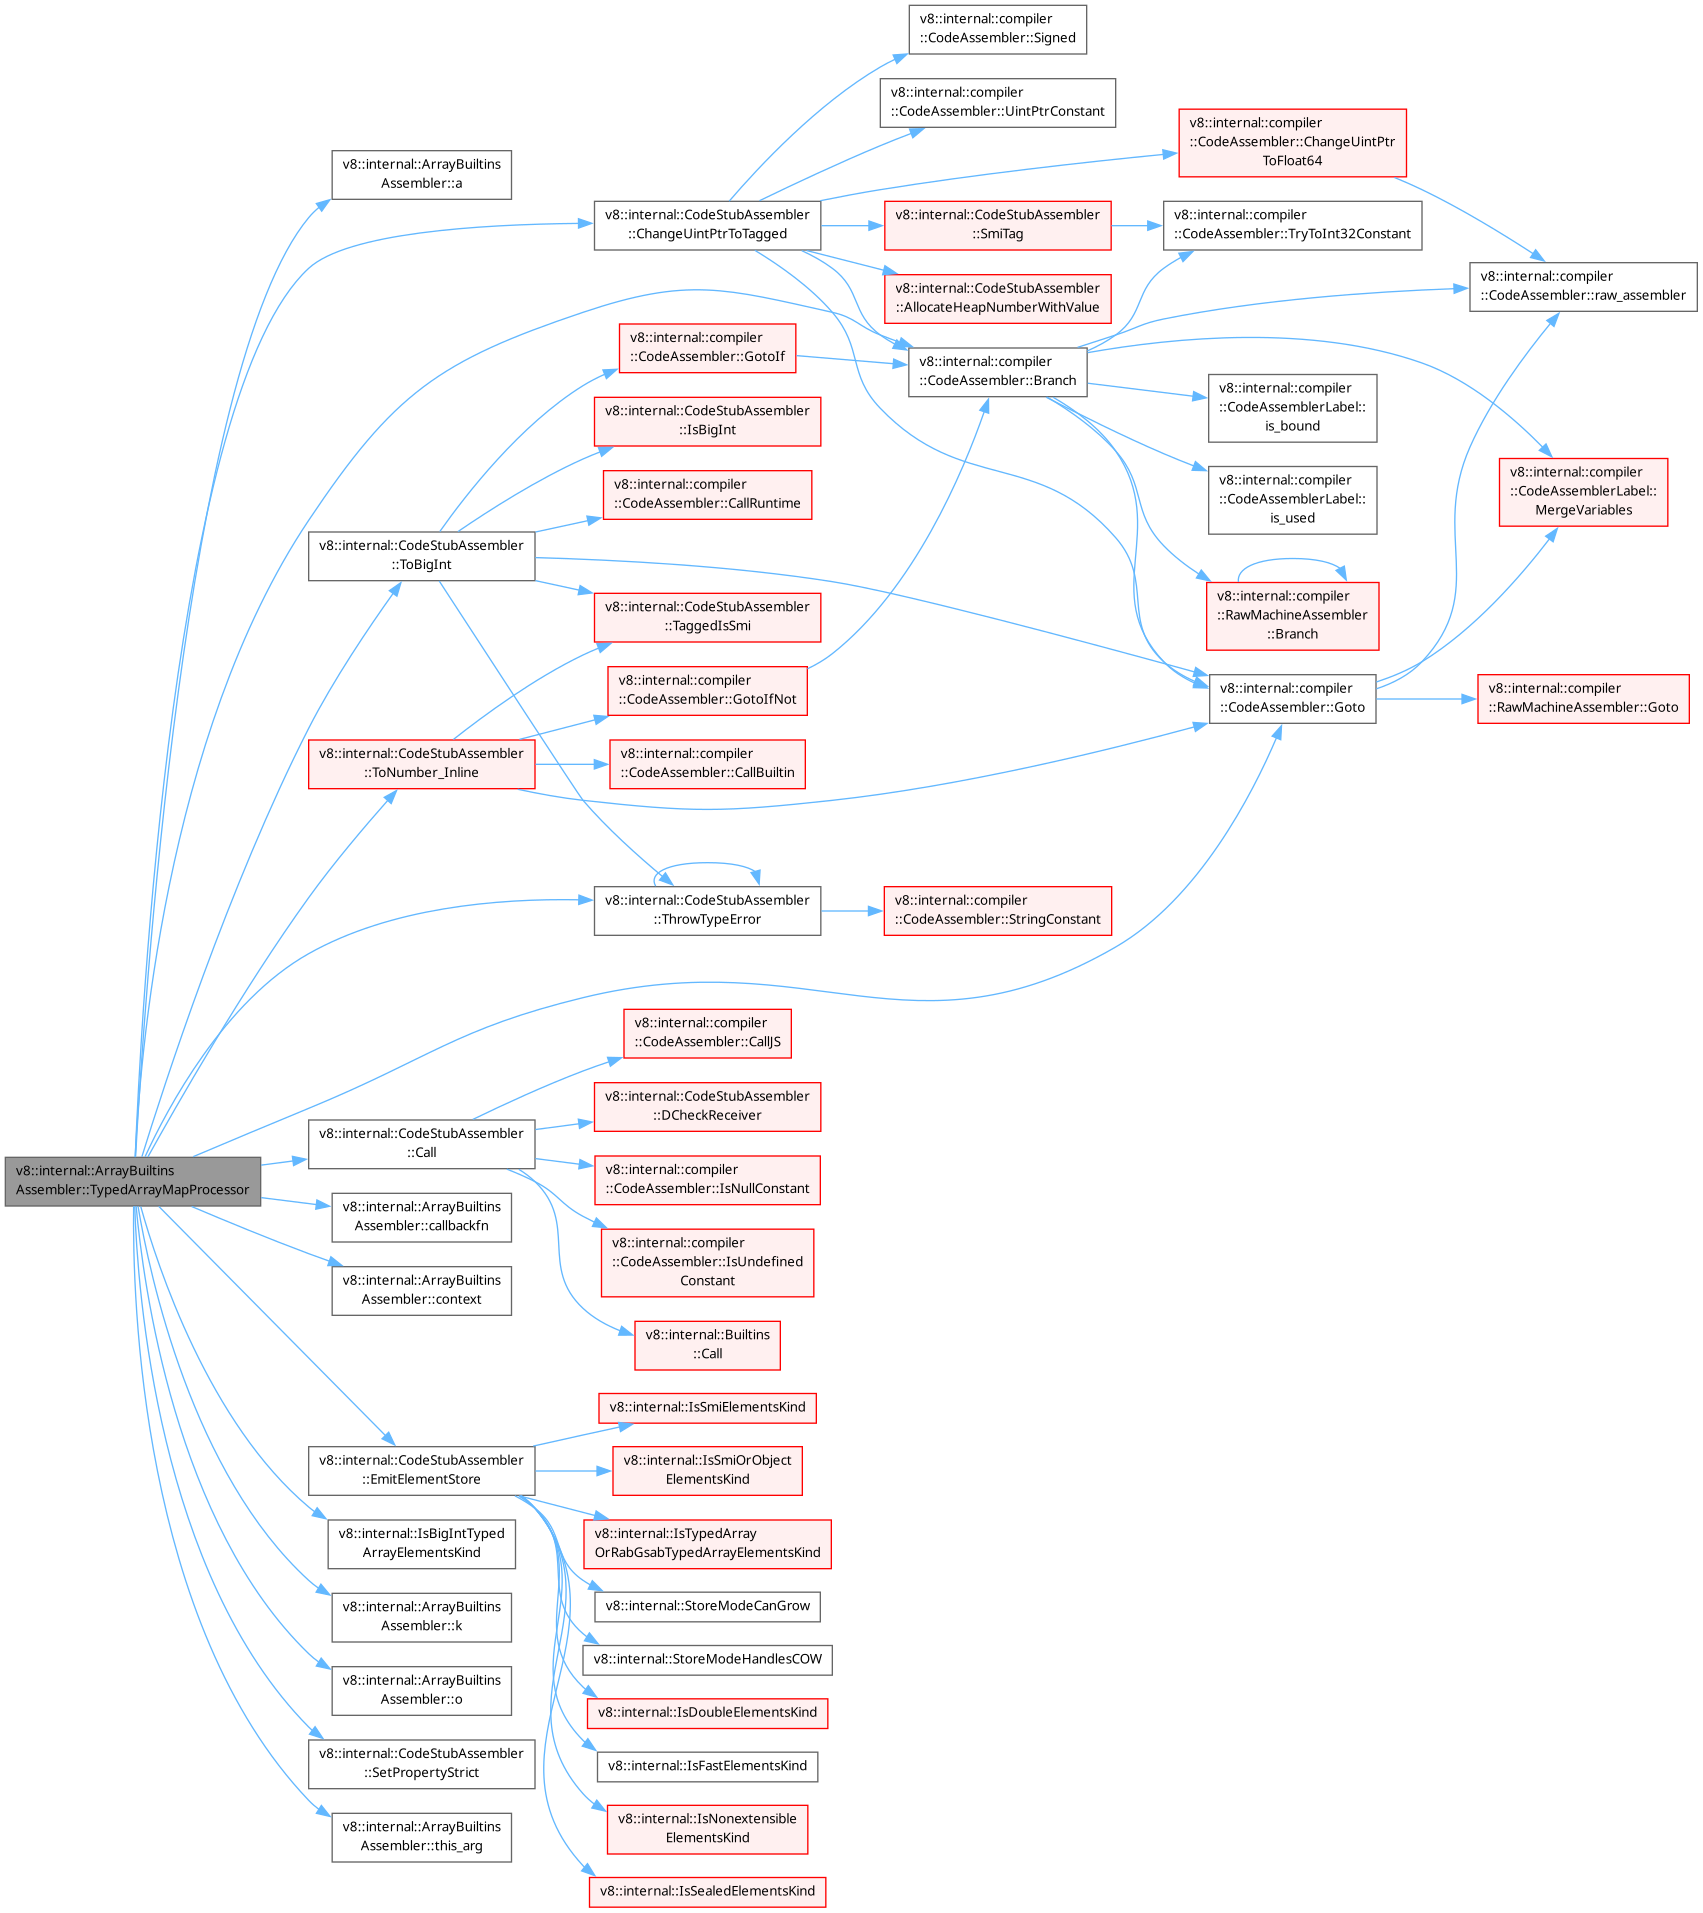 v8::internal::compiler
::CodeAssembler::Signed
v8::internal::compiler
::CodeAssembler::UintPtrConstant
v8::internal::compiler
::CodeAssembler::ChangeUintPtr
ToFloat64
v8::internal::ArrayBuiltins
Assembler::a
v8::internal::CodeStubAssembler
::ChangeUintPtrToTagged
v8::internal::CodeStubAssembler
::SmiTag
v8::internal::compiler
::CodeAssembler::TryToInt32Constant
v8::internal::compiler
::CodeAssembler::raw_assembler
v8::internal::CodeStubAssembler
::AllocateHeapNumberWithValue
v8::internal::compiler
::CodeAssembler::GotoIf
v8::internal::compiler
::CodeAssembler::Branch
v8::internal::compiler
::CodeAssemblerLabel::
is_bound
v8::internal::CodeStubAssembler
::IsBigInt
v8::internal::compiler
::CodeAssembler::CallRuntime
v8::internal::compiler
::CodeAssemblerLabel::
is_used
v8::internal::compiler
::CodeAssemblerLabel::
MergeVariables
v8::internal::CodeStubAssembler
::ToBigInt
v8::internal::CodeStubAssembler
::TaggedIsSmi
v8::internal::compiler
::RawMachineAssembler
::Branch
v8::internal::compiler
::CodeAssembler::GotoIfNot
v8::internal::compiler
::CodeAssembler::Goto
v8::internal::compiler
::RawMachineAssembler::Goto
v8::internal::CodeStubAssembler
::ToNumber_Inline
v8::internal::compiler
::CodeAssembler::CallBuiltin
v8::internal::CodeStubAssembler
::ThrowTypeError
v8::internal::compiler
::CodeAssembler::StringConstant
v8::internal::compiler
::CodeAssembler::CallJS
v8::internal::CodeStubAssembler
::DCheckReceiver
v8::internal::CodeStubAssembler
::Call
v8::internal::ArrayBuiltins
Assembler::TypedArrayMapProcessor
v8::internal::compiler
::CodeAssembler::IsNullConstant
v8::internal::ArrayBuiltins
Assembler::callbackfn
v8::internal::compiler
::CodeAssembler::IsUndefined
Constant
v8::internal::ArrayBuiltins
Assembler::context
v8::internal::Builtins
::Call
v8::internal::IsSmiElementsKind
v8::internal::CodeStubAssembler
::EmitElementStore
v8::internal::IsSmiOrObject
ElementsKind
v8::internal::IsBigIntTyped
ArrayElementsKind
v8::internal::IsTypedArray
OrRabGsabTypedArrayElementsKind
v8::internal::ArrayBuiltins
Assembler::k
v8::internal::StoreModeCanGrow
v8::internal::StoreModeHandlesCOW
v8::internal::ArrayBuiltins
Assembler::o
v8::internal::IsDoubleElementsKind
v8::internal::CodeStubAssembler
::SetPropertyStrict
v8::internal::IsFastElementsKind
v8::internal::ArrayBuiltins
Assembler::this_arg
v8::internal::IsNonextensible
ElementsKind
v8::internal::IsSealedElementsKind